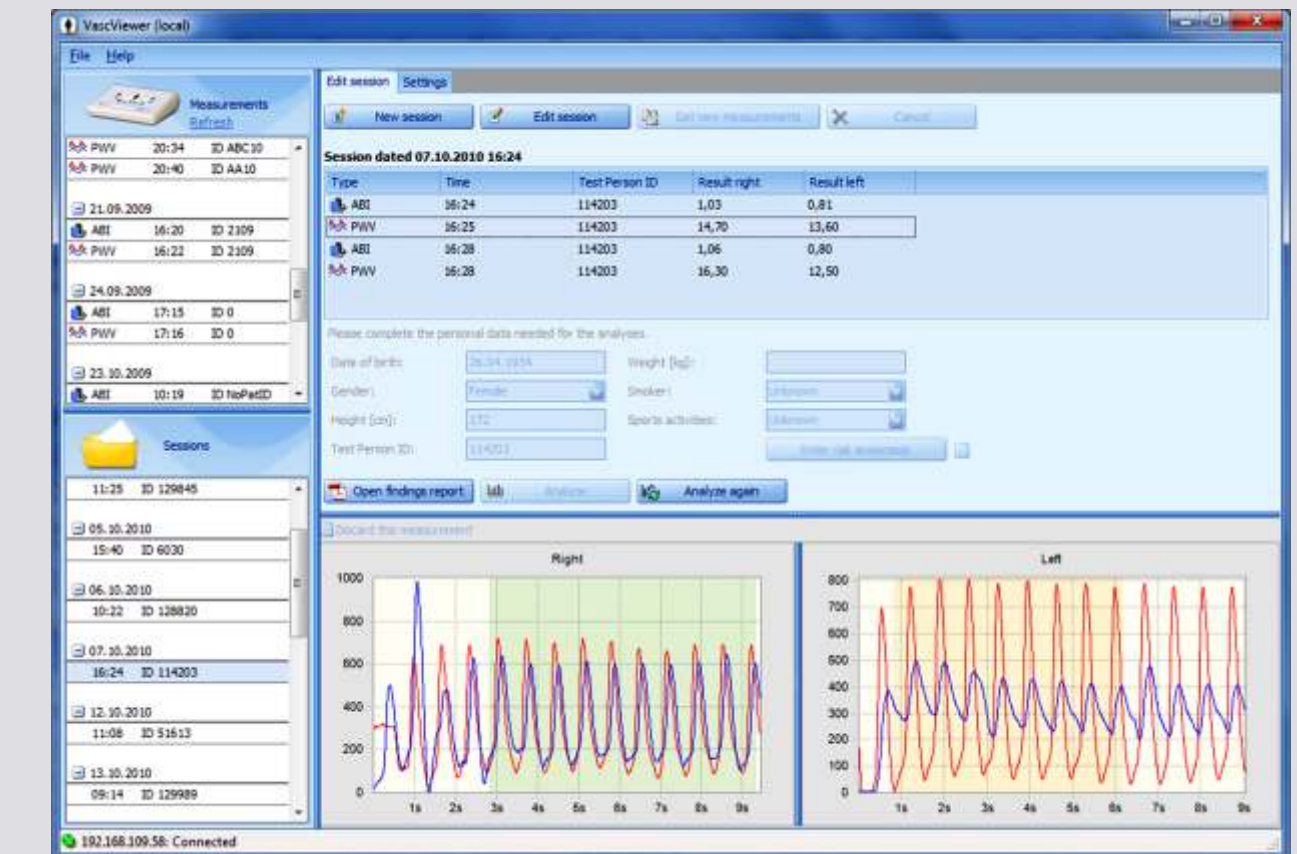 VascViewer (local)
File Help
Measurements
Refresh
PWV 20:34 ID ABC10
PWV 20:40 ID AA10
21.09.2009
ABI 16:20 ID 2109
PWV 16:22 ID 2109
24.09.2009
ABI 17:15 ID 0
PWV 17:16 ID 0
23.10.2009
ABI 10:19 ID NoPatID
Sessions
11:25 ID 129845
05.10.2010
15:40 ID 6030
06.10.2010
10:22 ID 128820
07.10.2010
16:24 ID 114203
12.10.2010
11:08 ID 51613
13.10.2010
09:14 ID 129989
Edit session Settings
New session Edit session Get new measurements Cancel
Session dated 07.10.2010 16:24
Type Time Test Person ID Result right Result left
ABI 16:24 114203 1,03 0,81
PWV 16:25 114203 14,70 13,60
ABI 16:28 114203 1,06 0,80
PWV 16:28 114203 16,30 12,50
Please complete the personal data needed for the analyses.
Date of birth: Weight [kg]:
Gender: Female Smoker: Unknown
Height [cm]: 172 Sports activities: Unknown
Test Person ID: 114203
Open findings report Analyze Analyze again
Discard this measurement
Right
1000
800
600
400
200
0
1s 2s 3s 4s 5s 6s 7s 8s 9s
Left
800
700
600
500
400
300
200
100
0
1s 2s 3s 4s 5s 6s 7s 8s 9s
192.168.109.58: Connected